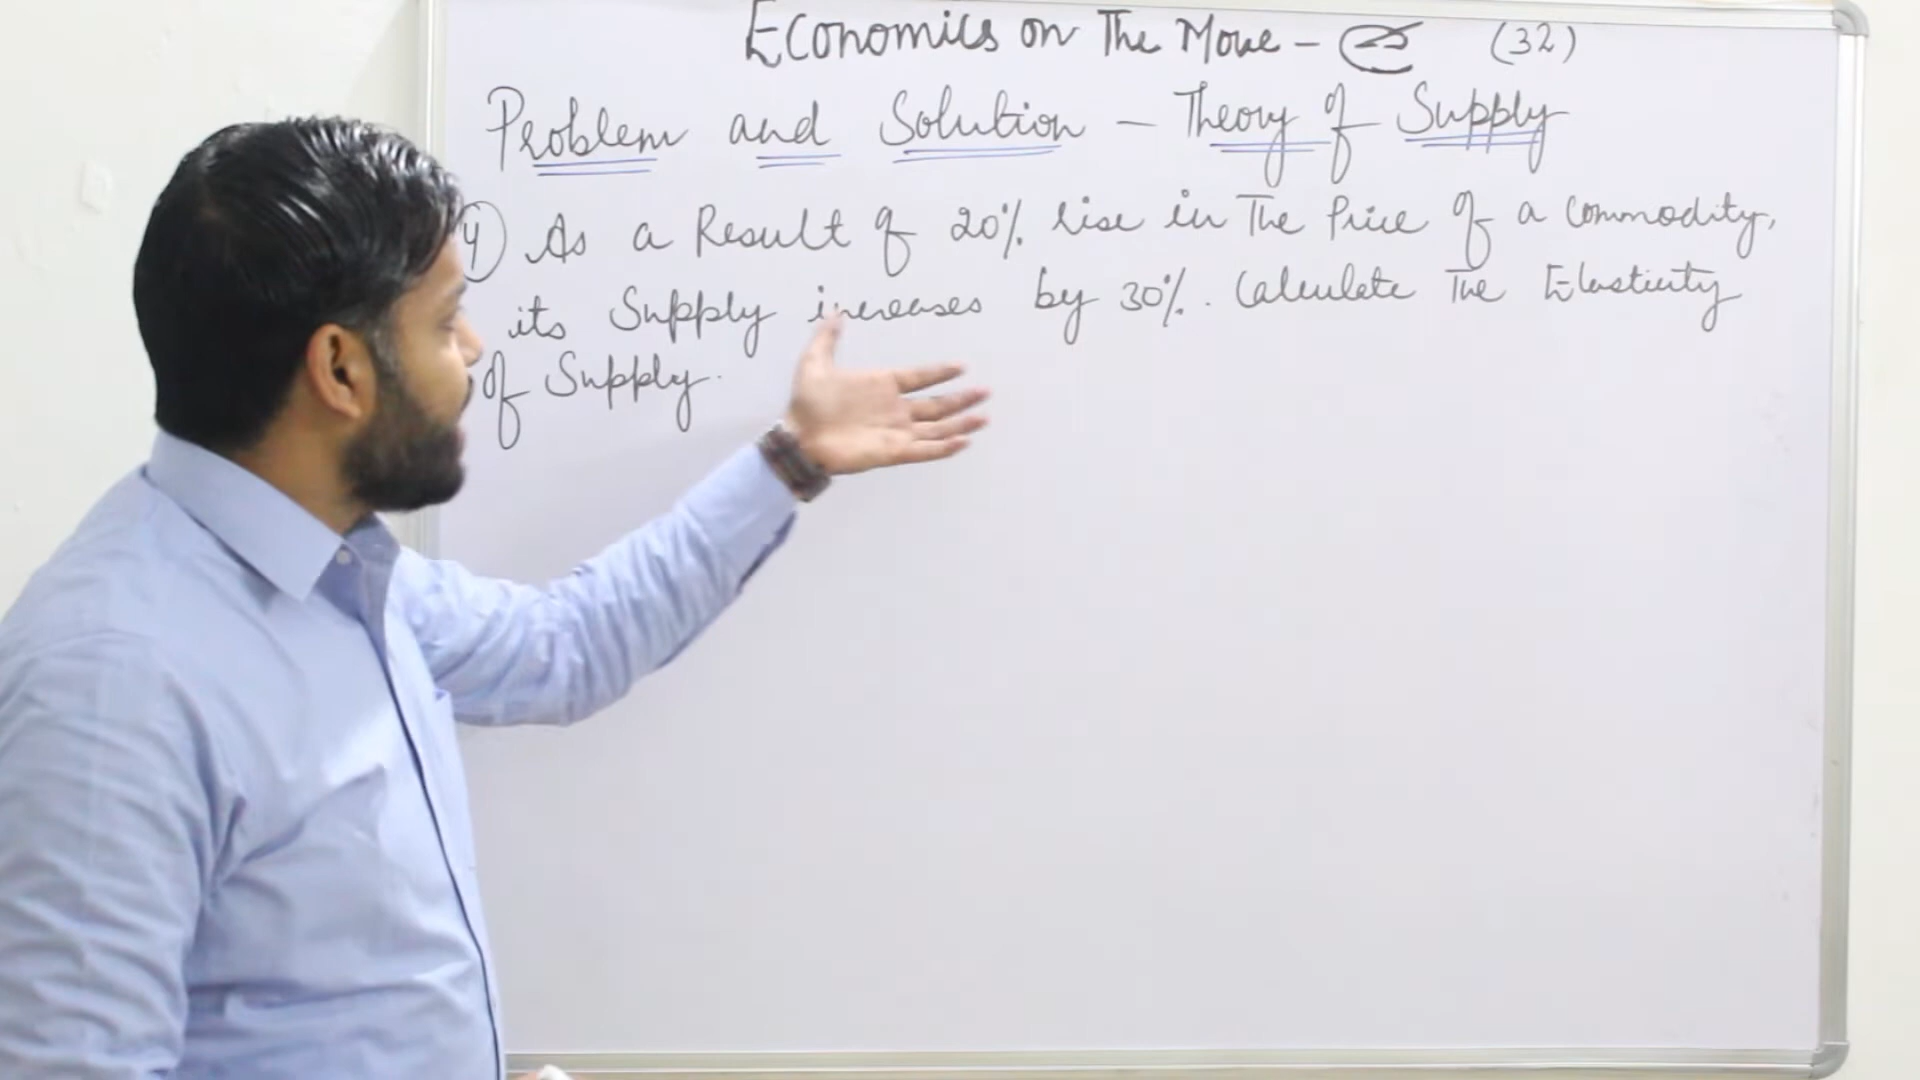 Economics on The Move - (32)
Problem and Solution - Theory of Supply
4) As a Result of 20% rise in The Price of a Commodity,
its Supply increases by 30%. Calculate The Elasticity
of Supply.